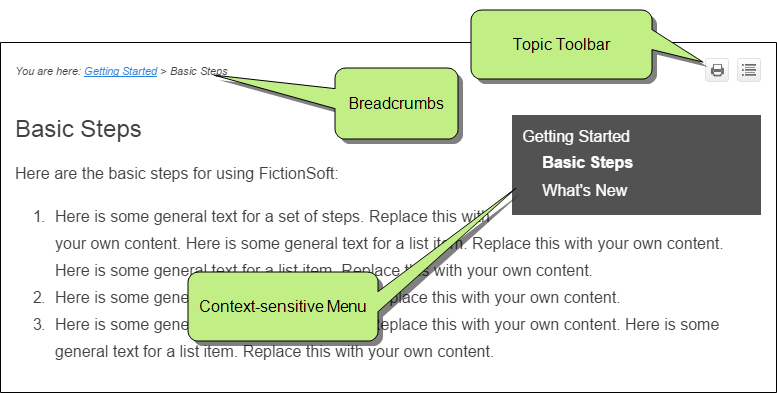 Topic Toolbar
You are here: Getting Started > Basic Steps
Breadcrumbs
Basic Steps
Getting Started
Basic Steps
What's New
Here are the basic steps for using FictionSoft:
1. Here is some general text for a set of steps. Replace this with
your own content. Here is some general text for a list item. Replace this with your own content.
Here is some general text for a list item. Replace this with your own content.
2. Here is some gene place this with your own content.
3. Here is some gene eplace this with your own content. Here is some
general text for a list item. Replace this with your own content.
Context-sensitive Menu